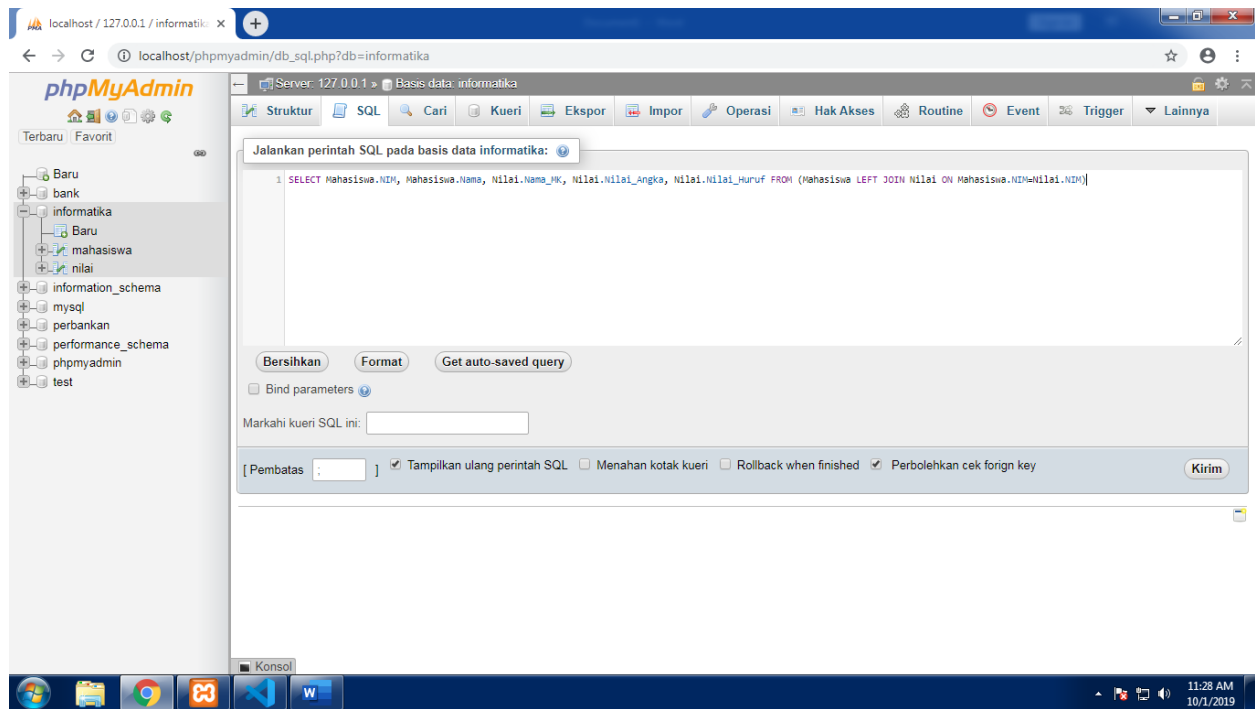 localhost / 127.0.0.1 / informatik
localhost/phpmyadmin/db_sql.php?db=informatika
phpMyAdmin
Terbaru Favorit
Baru
bank
informatika
Baru
mahasiswa
nilai
information_schema
mysql
perbankan
performance_schema
phpmyadmin
test
Server: 127.0.0.1 » Basis data: informatika
Struktur SQL Cari Kueri Ekspor Impor Operasi Hak Akses Routine Event Trigger Lainnya
Jalankan perintah SQL pada basis data informatika:
1 SELECT Mahasiswa.NIM, Mahasiswa.Nama, Nilai.Nama_MK, Nilai.Nilai_Angka, Nilai.Nilai_Huruf FROM (Mahasiswa LEFT JOIN Nilai ON Mahasiswa.NIM=Nilai.NIM)
Bersihkan Format Get auto-saved query
Bind parameters
Markahi kueri SQL ini:
[ Pembatas ; ] Tampilkan ulang perintah SQL Menahan kotak kueri Rollback when finished Perbolehkan cek forign key Kirim
Konsol
W
11:28 AM
10/1/2019